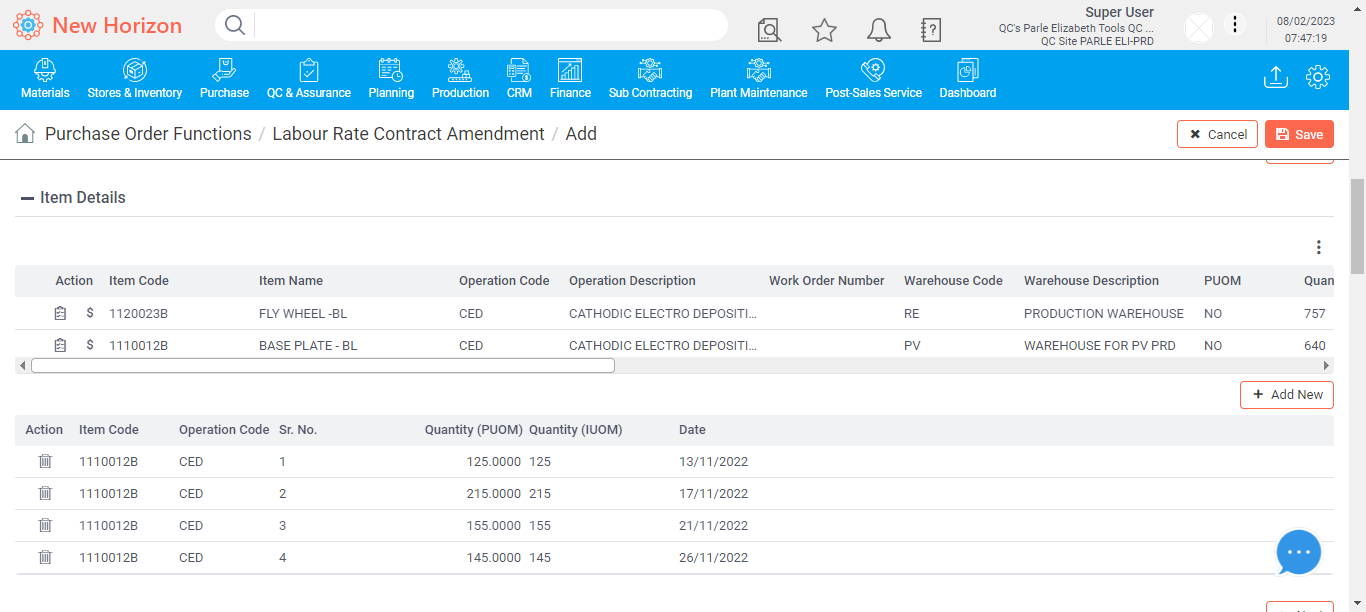 New Horizon
Super User
QC's Parle Elizabeth Tools QC ...
QC Site PARLE ELI-PRD
08/02/2023
07:47:19
Materials Stores & Inventory Purchase QC & Assurance Planning Production CRM Finance Sub Contracting Plant Maintenance Post-Sales Service Dashboard
Purchase Order Functions / Labour Rate Contract Amendment / Add
Cancel Save
Item Details
Action Item Code Item Name Operation Code Operation Description Work Order Number Warehouse Code Warehouse Description PUOM Quan
$ 1120023B FLY WHEEL -BL CED CATHODIC ELECTRO DEPOSITI... RE PRODUCTION WAREHOUSE NO 757
$ 1110012B BASE PLATE - BL CED CATHODIC ELECTRO DEPOSITI... PV WAREHOUSE FOR PV PRD NO 640
+ Add New
Action Item Code Operation Code Sr. No. Quantity (PUOM) Quantity (IUOM) Date
1110012B CED 1 125.0000 125 13/11/2022
1110012B CED 2 215.0000 215 17/11/2022
1110012B CED 3 155.0000 155 21/11/2022
1110012B CED 4 145.0000 145 26/11/2022